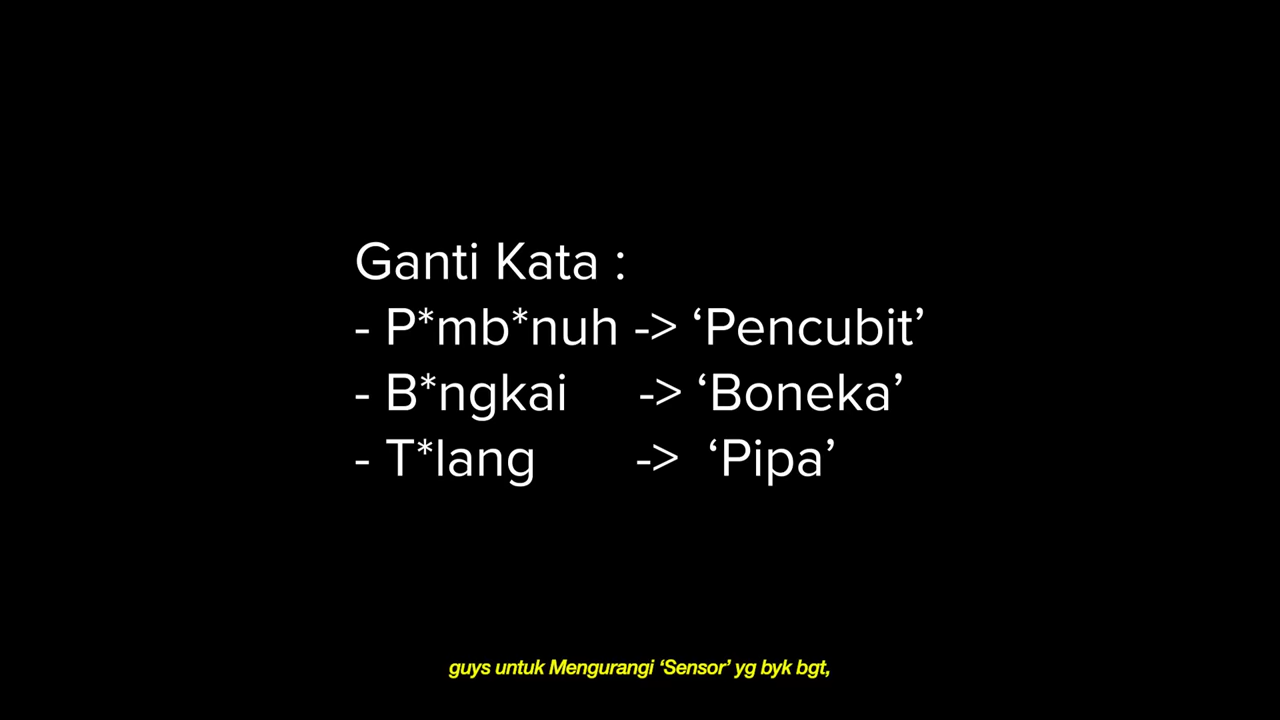 Ganti Kata :
- P*mb*nuh -> ‘Pencubit’
- B*ngkai -> ‘Boneka’
- T*lang -> ‘Pipa’
guys untuk Mengurangi ‘Sensor’ yg byk bgt,